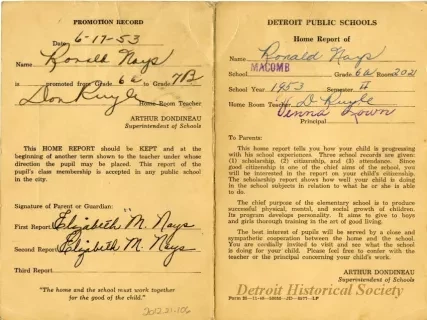 PROMOTION RECORD
Date 6-17-53
Name Ronald Nays
is promoted from Grade 6A to Grade 7B
Don Ruyle
Home Room Teacher
ARTHUR DONDINEAU
Superintendent of Schools
This HOME REPORT should be KEPT and at the
beginning of another term shown to the teacher under whose
direction the pupil may be placed. This report of the
pupil's class membership is accepted in any public school
in the city.
Signature of Parent or Guardian:
First Report Elizabeth M. Nays
Second Report Elizabeth M. Nays
Third Report
"The home and the school must work together
for the good of the child."
2012.21.106
DETROIT PUBLIC SCHOOLS
Home Report of
Name Ronald Nays
School MACOMB Grade 6A Room 2021
School Year 1953 Semester II
Home Room Teacher D Ruyle
Principal Brown
To Parents:
This home report tells you how your child is progressing
with his school experiences. Three school records are given:
(1) scholarship, (2) citizenship, and (3) attendance. Since
good citizenship is one of the chief aims of the school, you
will be interested in the report on your child's citizenship.
The scholarship report shows how well your child is doing
in the school subjects in relation to what he or she is able
to do.
The chief purpose of the elementary school is to produce
successful physical, mental, and social growth of children.
Its program develops personality. It aims to give to boys
and girls thorough training in the art of good living.
The best interest of pupils will be served by a close and
sympathetic cooperation between the home and the school.
You are cordially invited to visit and see what the school
is doing for your child. Please feel free to confer with the
teacher or the principal concerning your child's work.
ARTHUR DONDINEAU
Superintendent of Schools
Detroit Historical Society